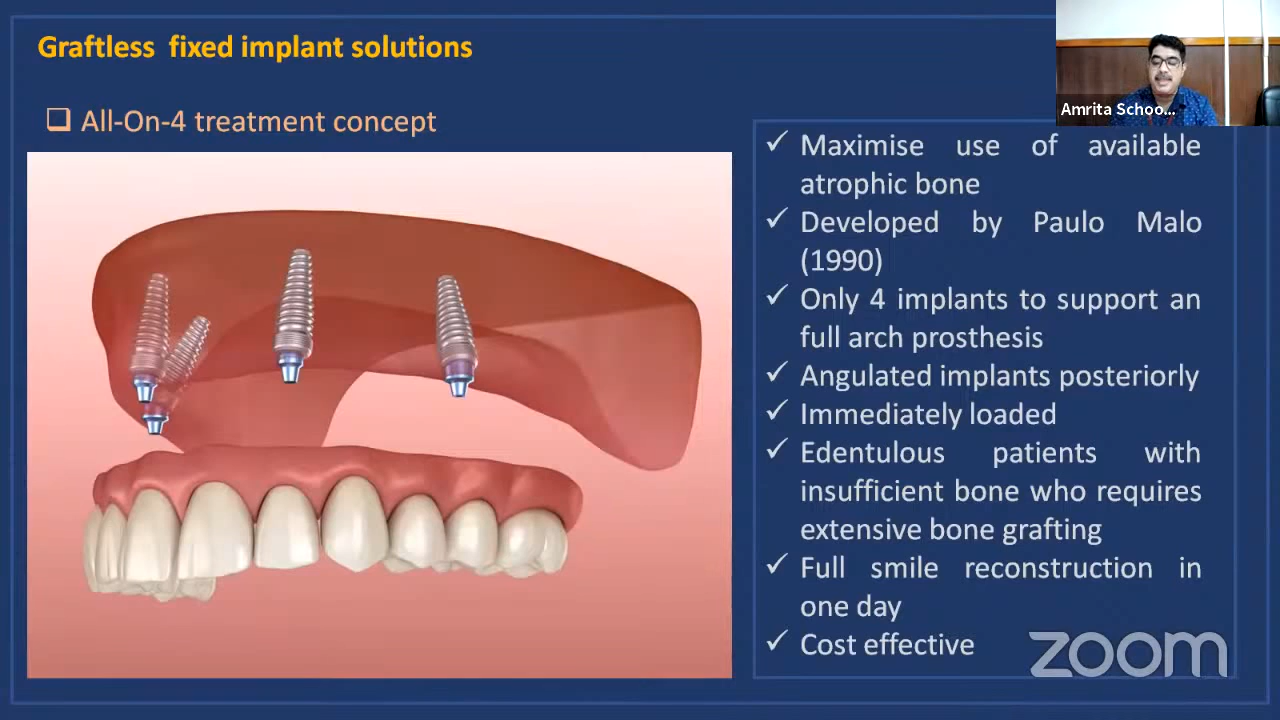 Graftless fixed implant solutions
All-On-4 treatment concept
Amrita Schoo...
Maximise use of available
atrophic bone
Developed by Paulo Malo
(1990)
Only 4 implants to support an
full arch prosthesis
Angulated implants posteriorly
Immediately loaded
Edentulous patients with
insufficient bone who requires
extensive bone grafting
Full smile reconstruction in
one day
Cost effective
zoom